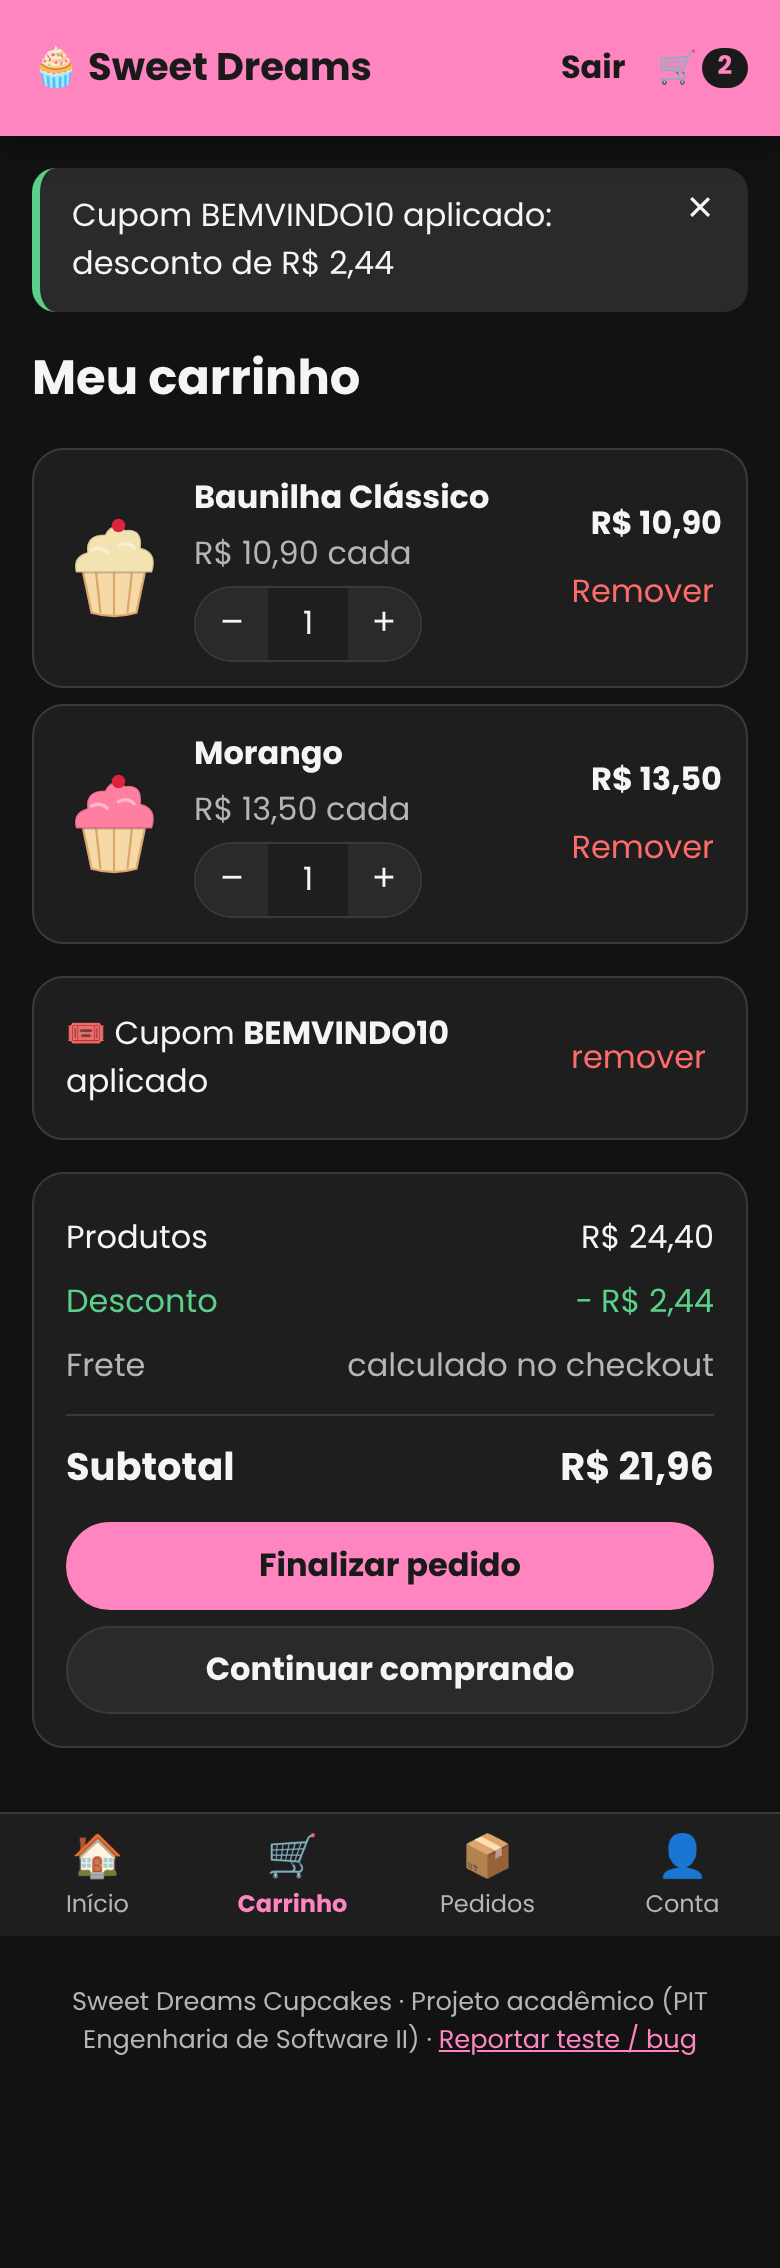 Sweet Dreams
Sair
2
Cupom BEMVINDO10 aplicado:
desconto de R$ 2,44
×
Meu carrinho
Baunilha Clássico
R$ 10,90 cada
− 1 +
R$ 10,90
Remover
Morango
R$ 13,50 cada
− 1 +
R$ 13,50
Remover
Cupom BEMVINDO10
aplicado
remover
Produtos R$ 24,40
Desconto − R$ 2,44
Frete calculado no checkout
Subtotal R$ 21,96
Finalizar pedido
Continuar comprando
Início Carrinho Pedidos Conta
Sweet Dreams Cupcakes · Projeto acadêmico (PIT
Engenharia de Software II) · Reportar teste / bug